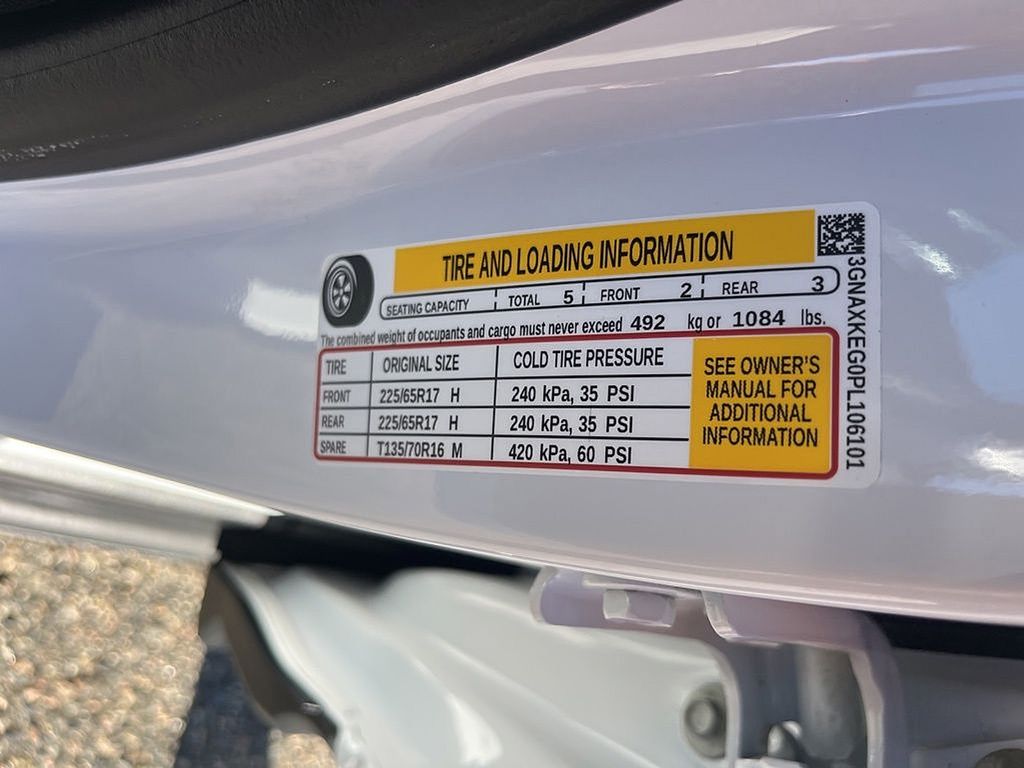 TIRE AND LOADING INFORMATION
SEATING CAPACITY TOTAL 5 FRONT 2 REAR 3
The combined weight of occupants and cargo must never exceed 492 kg or 1084 lbs.
TIRE ORIGINAL SIZE COLD TIRE PRESSURE
FRONT 225/65R17 H 240 kPa, 35 PSI
REAR 225/65R17 H 240 kPa, 35 PSI
SPARE T135/70R16 M 420 kPa, 60 PSI
SEE OWNER'S
MANUAL FOR
ADDITIONAL
INFORMATION
3GNAXKEG0PL106101